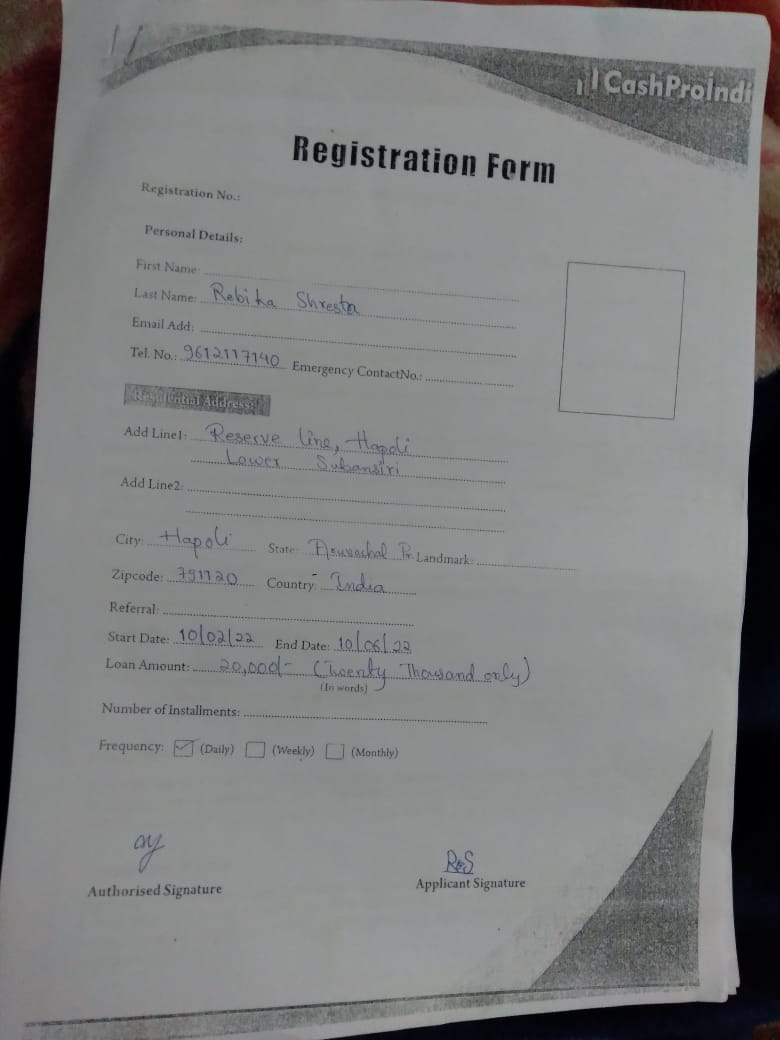 CashProIndi
Registration Form
Registration No.:
Personal Details:
First Name:
Last Name: Rebika Shresta
Email Add:
Tel. No.: 9612117140 Emergency ContactNo.:
Residential Address:
Add Line1: Reserve line, Hapoli
Lower Subansiri
Add Line2:
City: Hapoli State: Arunachal Pr. Landmark:
Zipcode: 791120 Country: India
Referral:
Start Date: 10/02/22 End Date: 10/06/22
Loan Amount: 20,000/- (Twenty Thousand only)
(In words)
Number of Installments:
Frequency: (Daily) (Weekly) (Monthly)
RS
Authorised Signature Applicant Signature